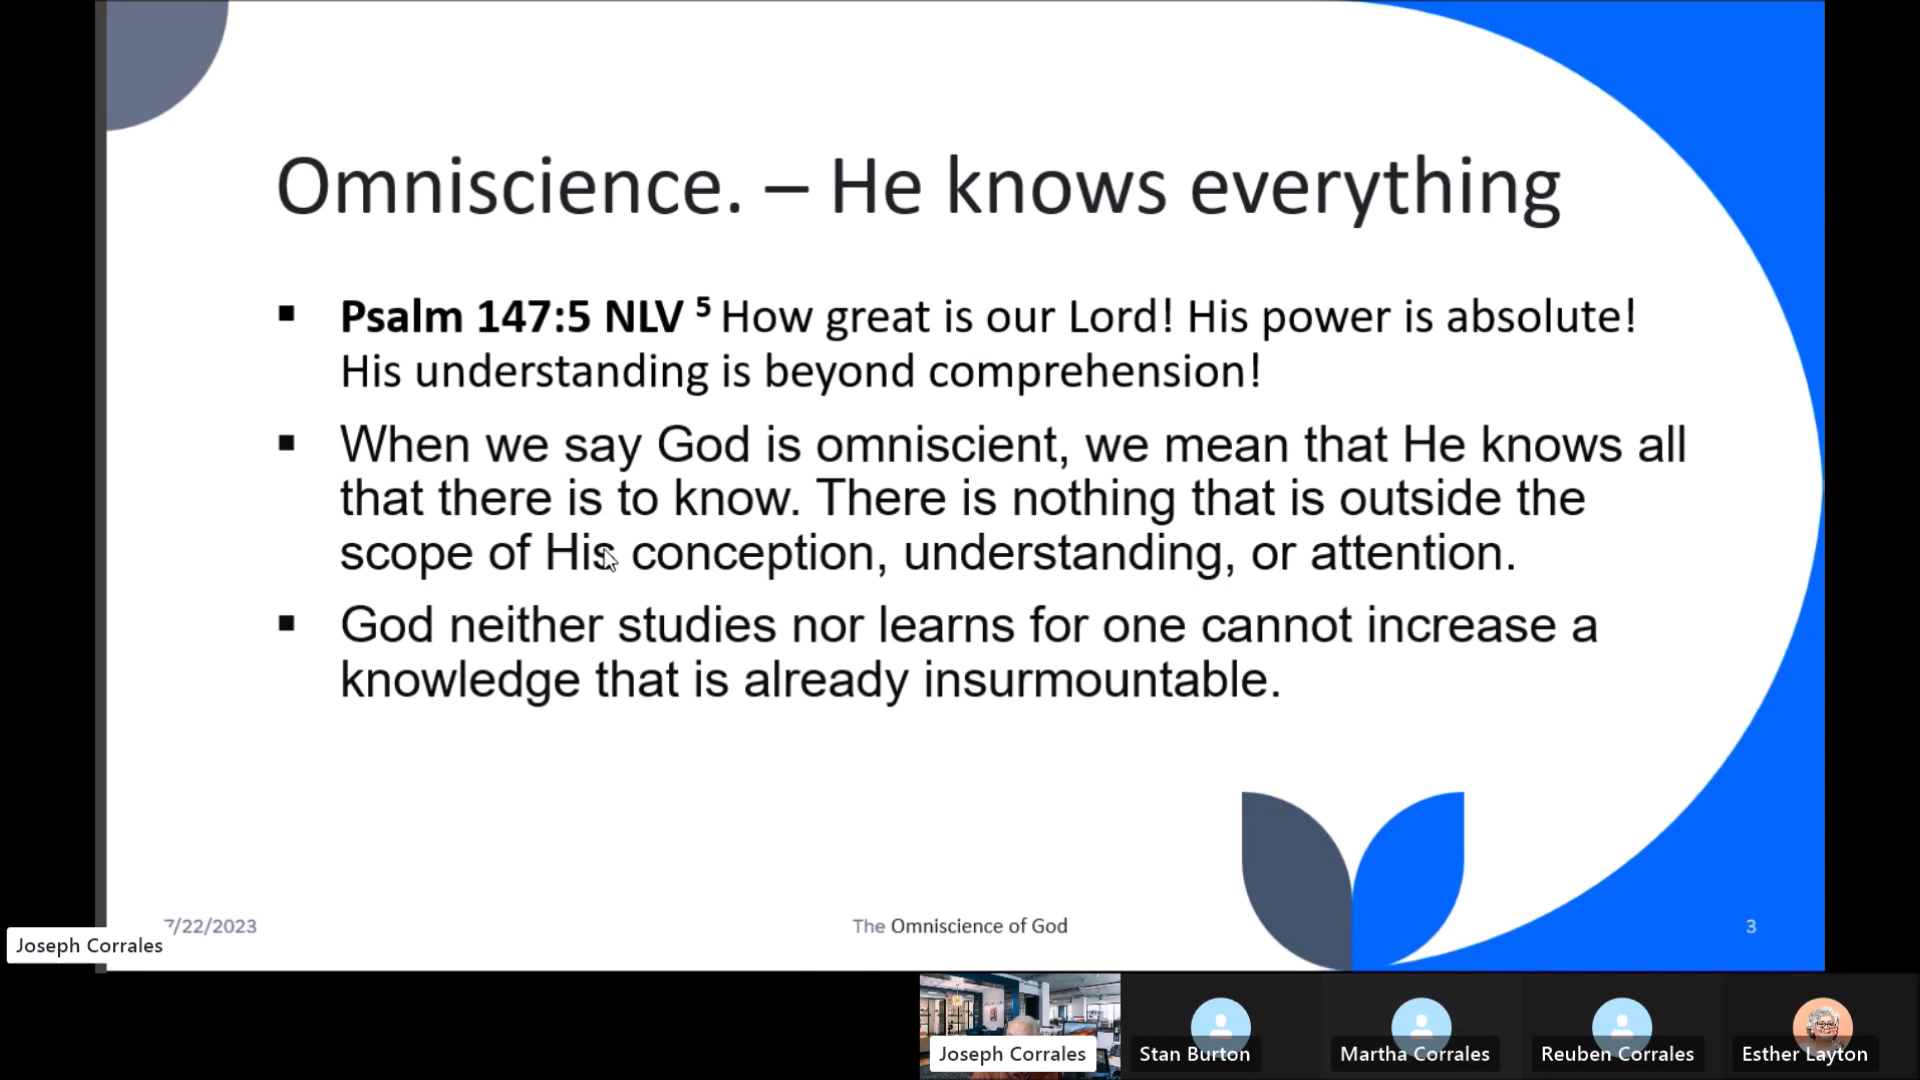 Omniscience. – He knows everything
▪ Psalm 147:5 NLV ⁵ How great is our Lord! His power is absolute!
His understanding is beyond comprehension!
▪ When we say God is omniscient, we mean that He knows all
that there is to know. There is nothing that is outside the
scope of His conception, understanding, or attention.
▪ God neither studies nor learns for one cannot increase a
knowledge that is already insurmountable.
7/22/2023
The Omniscience of God
3
Joseph Corrales
Joseph Corrales
Stan Burton
Martha Corrales
Reuben Corrales
Esther Layton